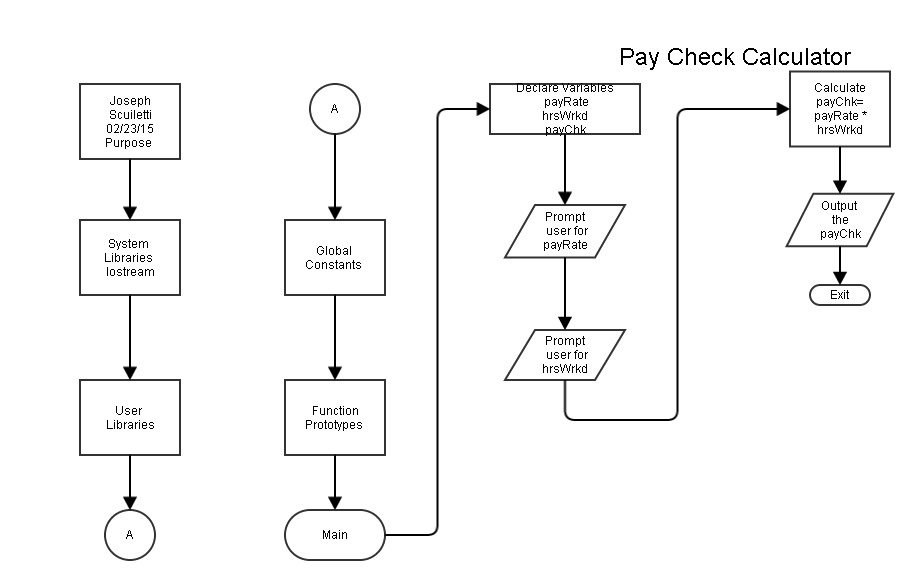 Pay Check Calculator
Joseph
Scuiletti
02/23/15
Purpose
System
Libraries
Iostream
User
Libraries
A
A
Global
Constants
Function
Prototypes
Main
Declare Variables
payRate
hrsWrkd
payChk
Prompt
user for
payRate
Prompt
user for
hrsWrkd
Calculate
payChk=
payRate *
hrsWrkd
Output
the
payChk
Exit